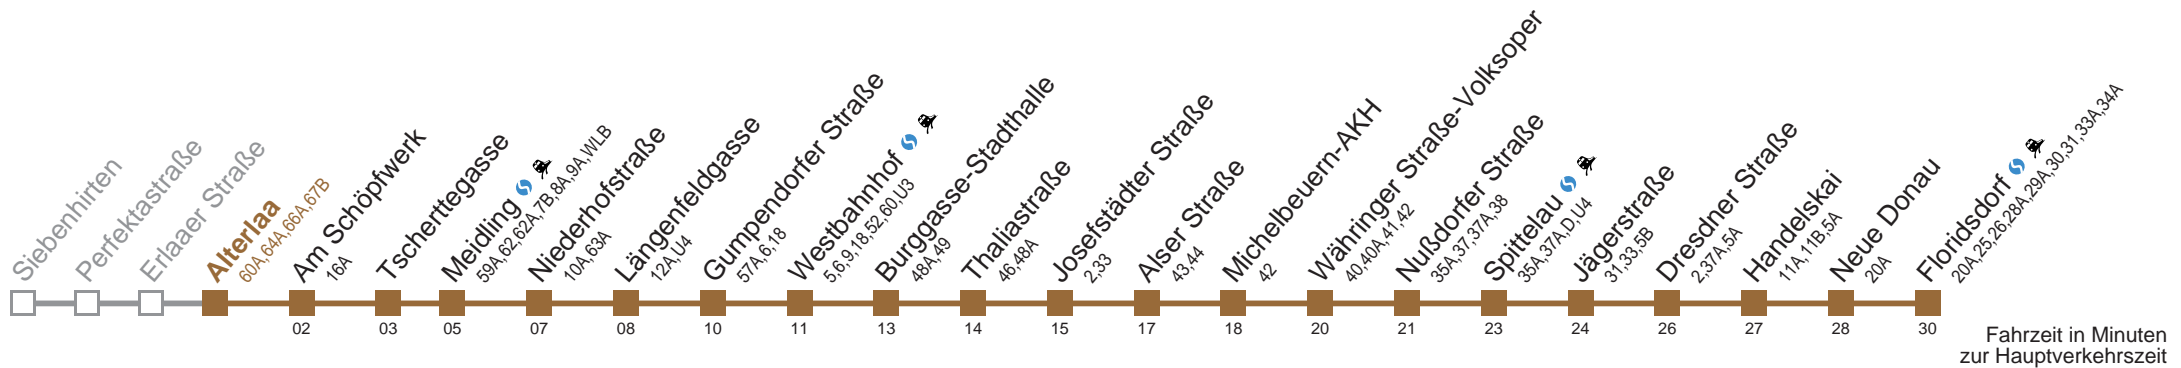 Siebenhirten
Perfektastraße
Erlaaer Straße
Alterlaa
60A,64A,66A,67B
Am Schöpfwerk
16A
02
Tscherttegasse
03
Meidling
59A,62,62A,7B,8A,9A,WLB
05
Niederhofstraße
10A,63A
07
Längenfeldgasse
12A,U4
08
Gumpendorfer Straße
57A,6,18
10
Westbahnhof
5,6,9,18,52,60,U3
11
Burggasse-Stadthalle
48A,49
13
Thaliastraße
46,48A
14
Josefstädter Straße
2,33
15
Alser Straße
43,44
17
Michelbeuern-AKH
42
18
Währinger Straße-Volksoper
40,40A,41,42
20
Nußdorfer Straße
35A,37,37A,38
21
Spittelau
35A,37A,D,U4
23
Jägerstraße
31,33,5B
24
Dresdner Straße
2,37A,5A
26
Handelskai
11A,11B,5A
27
Neue Donau
20A
28
Floridsdorf
20A,25,26,28A,29A,30,31,33A,34A
30
Fahrzeit in Minuten
zur Hauptverkehrszeit